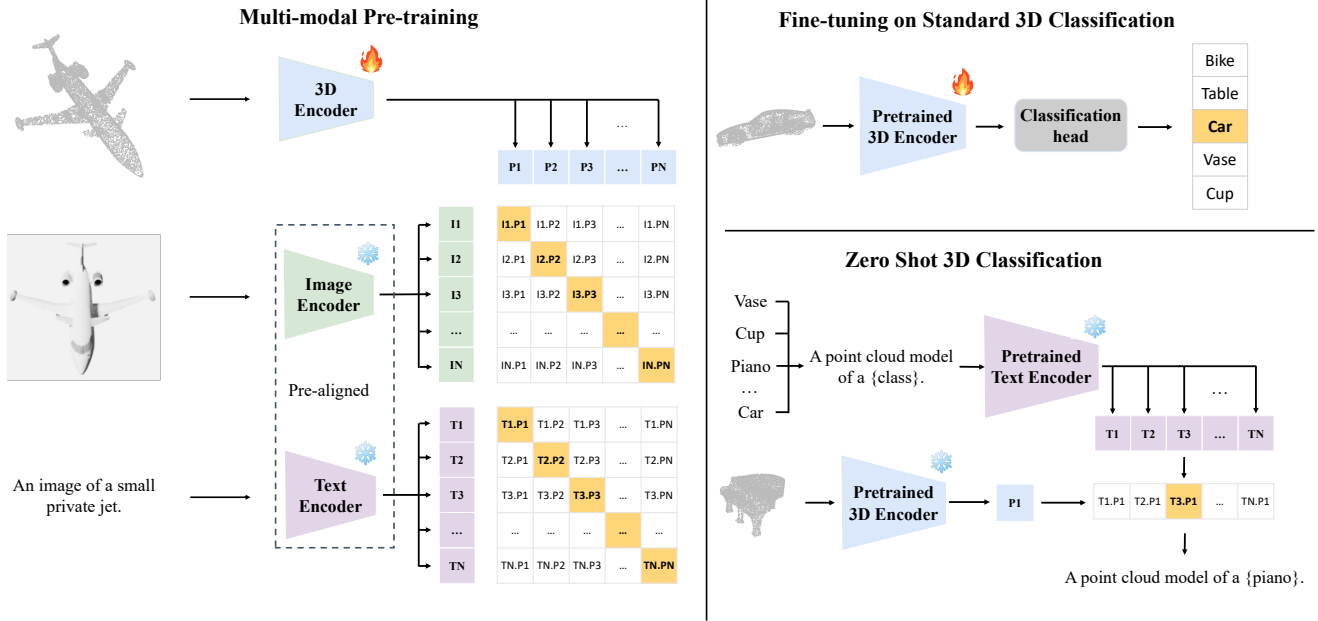 Multi-modal Pre-training
3D
Encoder
...
P1 P2 P3 ... PN
Image
Encoder
Pre-aligned
I1 I1.P1 I1.P2 I1.P3 ... I1.PN
I2 I2.P1 I2.P2 I2.P3 ... I2.PN
I3 I3.P1 I3.P2 I3.P3 ... I3.PN
... ... ... ... ... ...
IN IN.P1 IN.P2 IN.P3 ... IN.PN
An image of a small
private jet.
Text
Encoder
T1 T1.P1 T1.P2 T1.P3 ... T1.PN
T2 T2.P1 T2.P2 T2.P3 ... T2.PN
T3 T3.P1 T3.P2 T3.P3 ... T3.PN
... ... ... ... ... ...
TN TN.P1 TN.P2 TN.P3 ... TN.PN
Fine-tuning on Standard 3D Classification
Pretrained
3D Encoder
Classification
head
Bike
Table
Car
Vase
Cup
Zero Shot 3D Classification
Vase
Cup
Piano
...
Car
A point cloud model
of a {class}.
Pretrained
Text Encoder
...
T1 T2 T3 ... TN
Pretrained
3D Encoder
P1
T1.P1 T2.P1 T3.P1 ... TN.P1
A point cloud model of a {piano}.